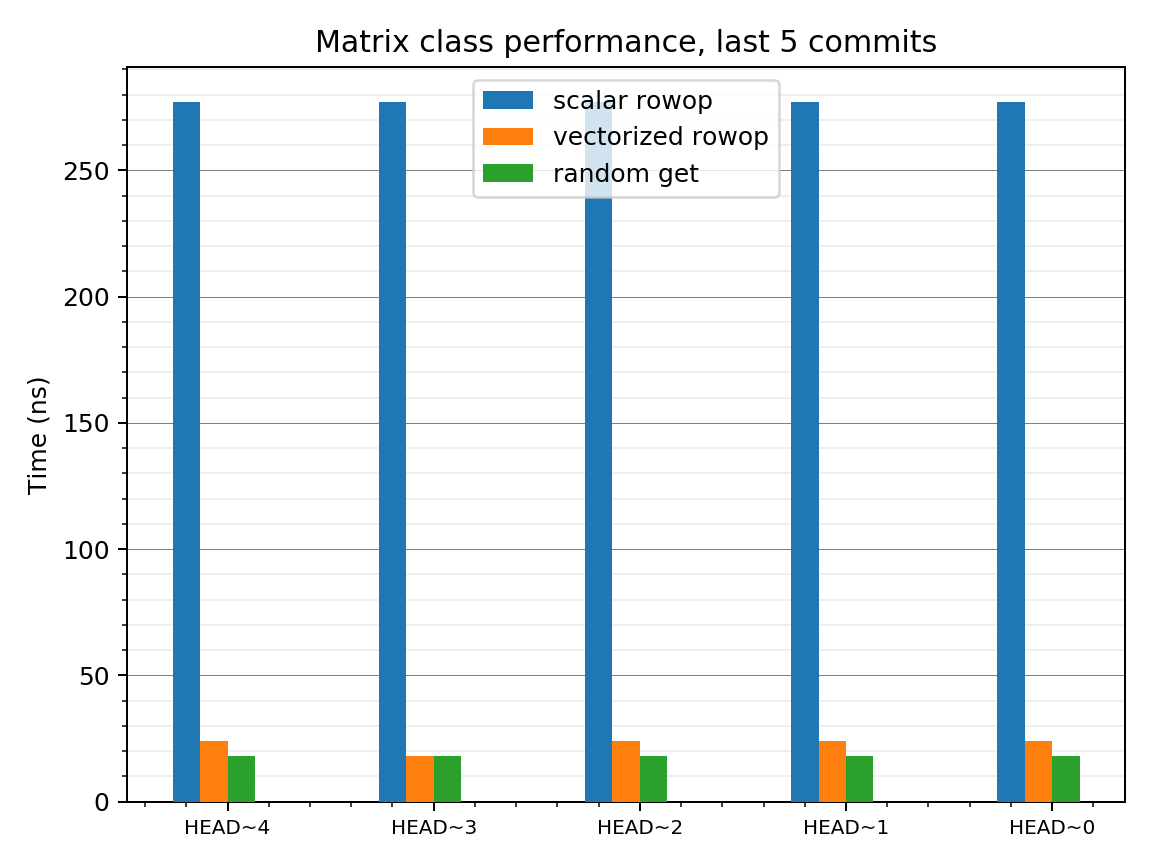 Matrix class performance, last 5 commits
scalar rowop
vectorized rowop
random get
Time (ns)
250
200
150
100
50
0
HEAD~4 HEAD~3 HEAD~2 HEAD~1 HEAD~0